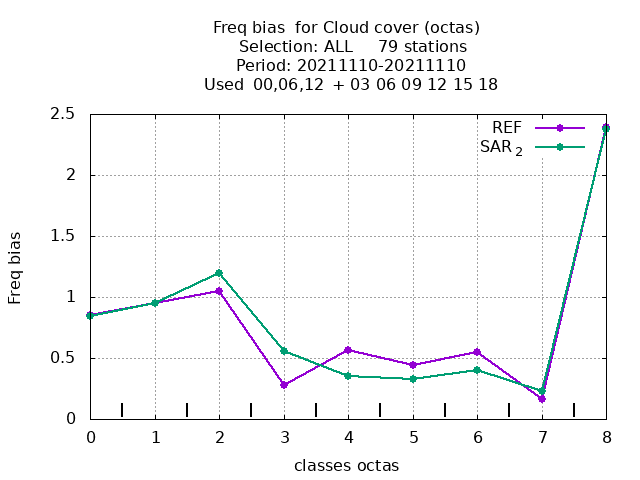 Freq bias  for Cloud cover (octas)
Selection: ALL     79 stations
Period: 20211110-20211110
Used  00,06,12  + 03 06 09 12 15 18
REF
SAR 2
2.5
2
1.5
1
0.5
0
Freq bias
0 1 2 3 4 5 6 7 8
classes octas